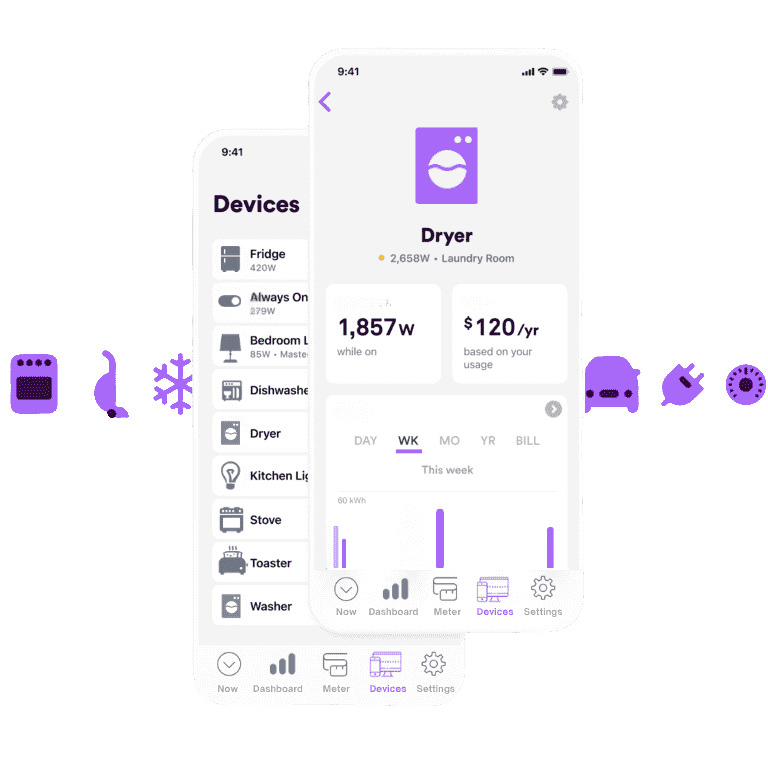 9:41
Devices
Fridge
420W
Always On
279W
Bedroom L
85W • Maste
Dishwashe
Dryer
Kitchen Lig
Stove
Toaster
Washer
Now Dashboard Meter Devices Settings
9:41
Dryer
2,658W • Laundry Room
1,857w
while on
$120/yr
based on your
usage
DAY WK MO YR BILL
This week
60 kWh
Now Dashboard Meter Devices Settings